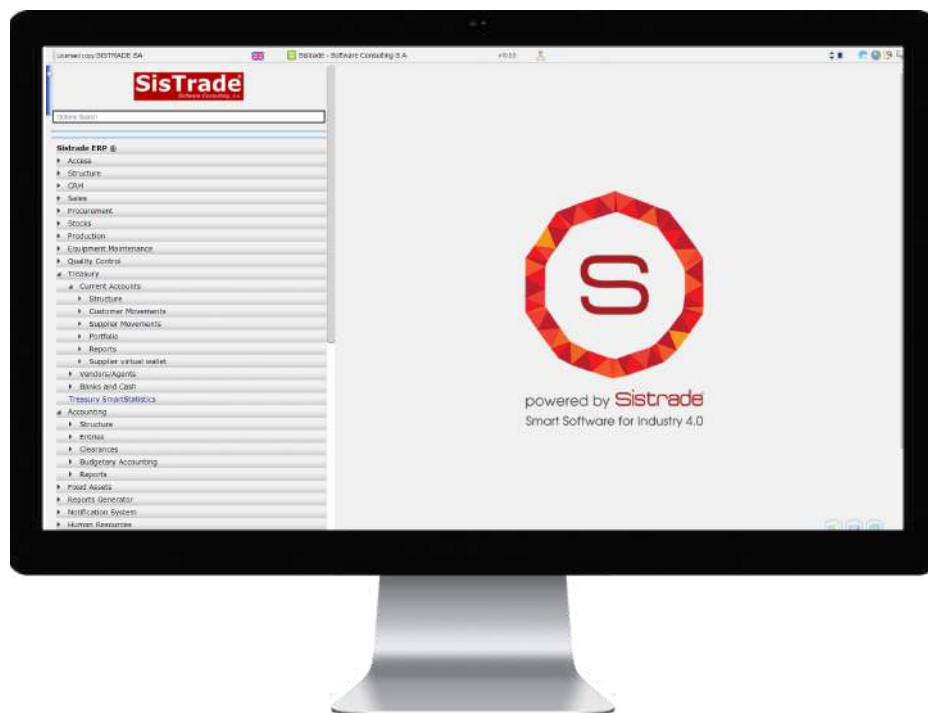 Licensed copy SISTRADE SA
Sistrade - Software Consulting S.A.
SisTrade
Software Consulting, S.A.
Options Search
Sistrade ERP
Access
Structure
CRM
Sales
Procurement
Stocks
Production
Equipment Maintenance
Quality Control
Treasury
Current Accounts
Structure
Customer Movements
Supplier Movements
Portfolio
Reports
Supplier virtual wallet
Vendors/Agents
Banks and Cash
Treasury SmartStatistics
Accounting
Structure
Entries
Clearances
Budgetary Accounting
Reports
Fixed Assets
Reports Generator
Notification System
Human Resources
S
powered by Sistrade
Smart Software for Industry 4.0